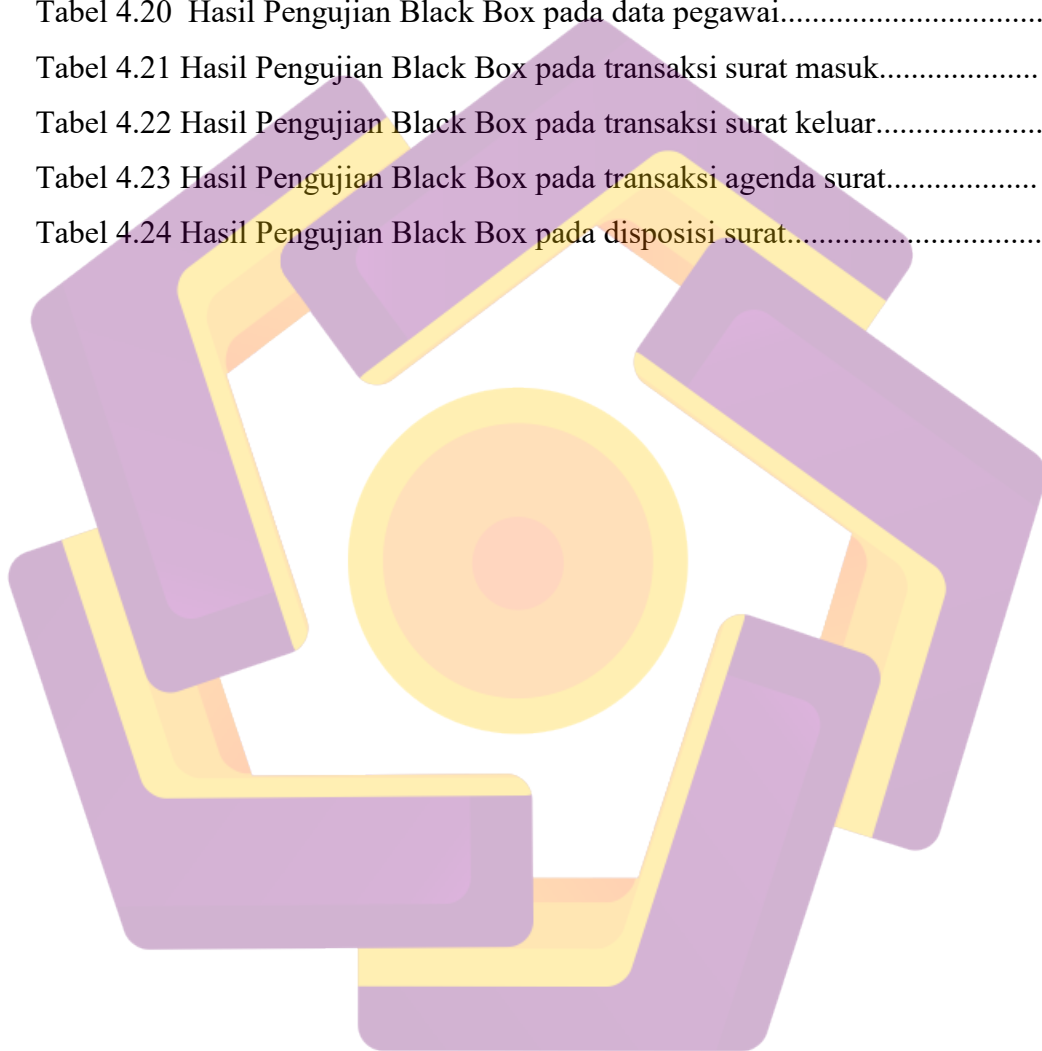 Tabel 4.20  Hasil Pengujian Black Box pada data pegawai..............................
Tabel 4.21 Hasil Pengujian Black Box pada transaksi surat masuk..................
Tabel 4.22 Hasil Pengujian Black Box pada transaksi surat keluar...................
Tabel 4.23 Hasil Pengujian Black Box pada transaksi agenda surat.................
Tabel 4.24 Hasil Pengujian Black Box pada disposisi surat.............................